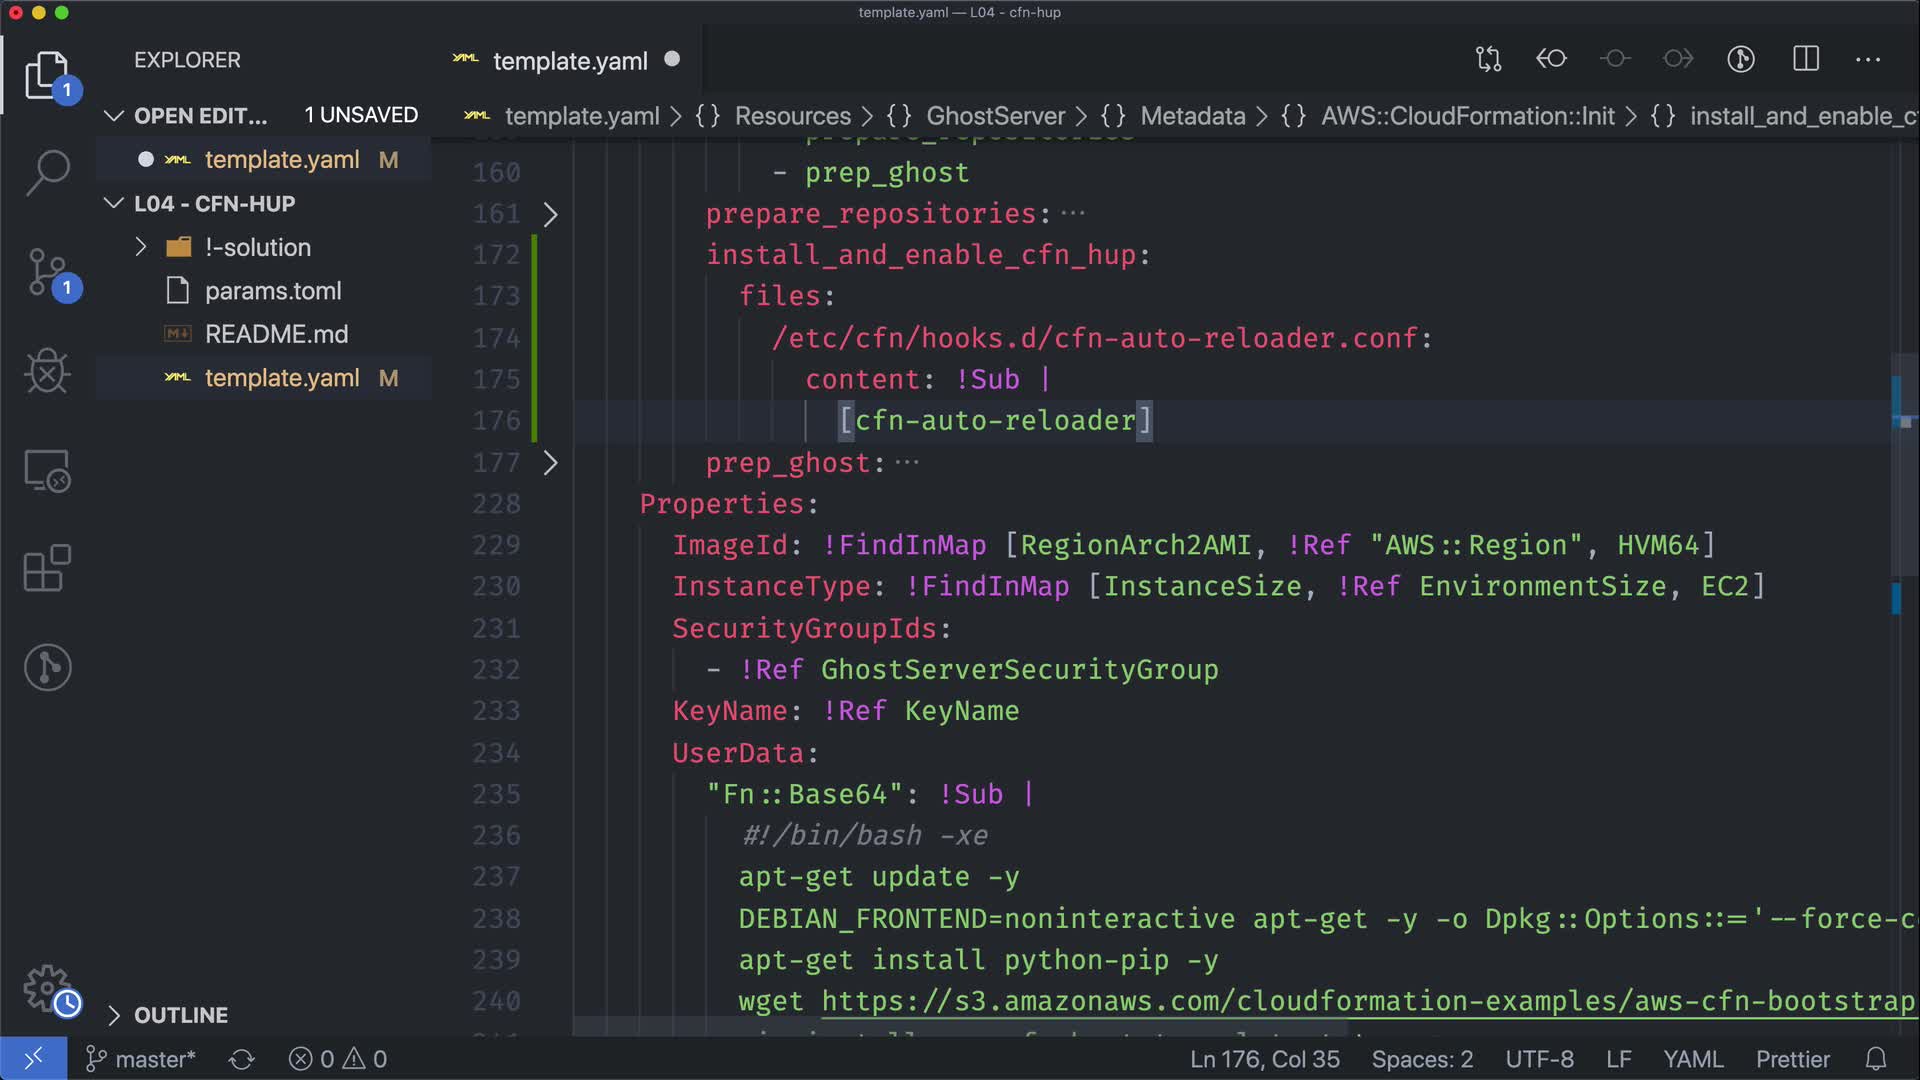 template.yaml — L04 - cfn-hup
EXPLORER
template.yaml
OPEN EDIT... 1 UNSAVED
template.yaml > {} Resources > {} GhostServer > {} Metadata > {} AWS::CloudFormation::Init > {} install_and_enable_c
template.yaml M
L04 - CFN-HUP
!-solution
params.toml
README.md
template.yaml M
OUTLINE
prepare_repositories
160 - prep_ghost
161 prepare_repositories:···
172 install_and_enable_cfn_hup:
173 files:
174 /etc/cfn/hooks.d/cfn-auto-reloader.conf:
175 content: !Sub |
176 [cfn-auto-reloader]
177 prep_ghost:···
228 Properties:
229 ImageId: !FindInMap [RegionArch2AMI, !Ref "AWS::Region", HVM64]
230 InstanceType: !FindInMap [InstanceSize, !Ref EnvironmentSize, EC2]
231 SecurityGroupIds:
232 - !Ref GhostServerSecurityGroup
233 KeyName: !Ref KeyName
234 UserData:
235 "Fn::Base64": !Sub |
236 #!/bin/bash -xe
237 apt-get update -y
238 DEBIAN_FRONTEND=noninteractive apt-get -y -o Dpkg::Options::='--force-c
239 apt-get install python-pip -y
240 wget https://s3.amazonaws.com/cloudformation-examples/aws-cfn-bootstrap
1
1
master* 0 0 Ln 176, Col 35 Spaces: 2 UTF-8 LF YAML Prettier